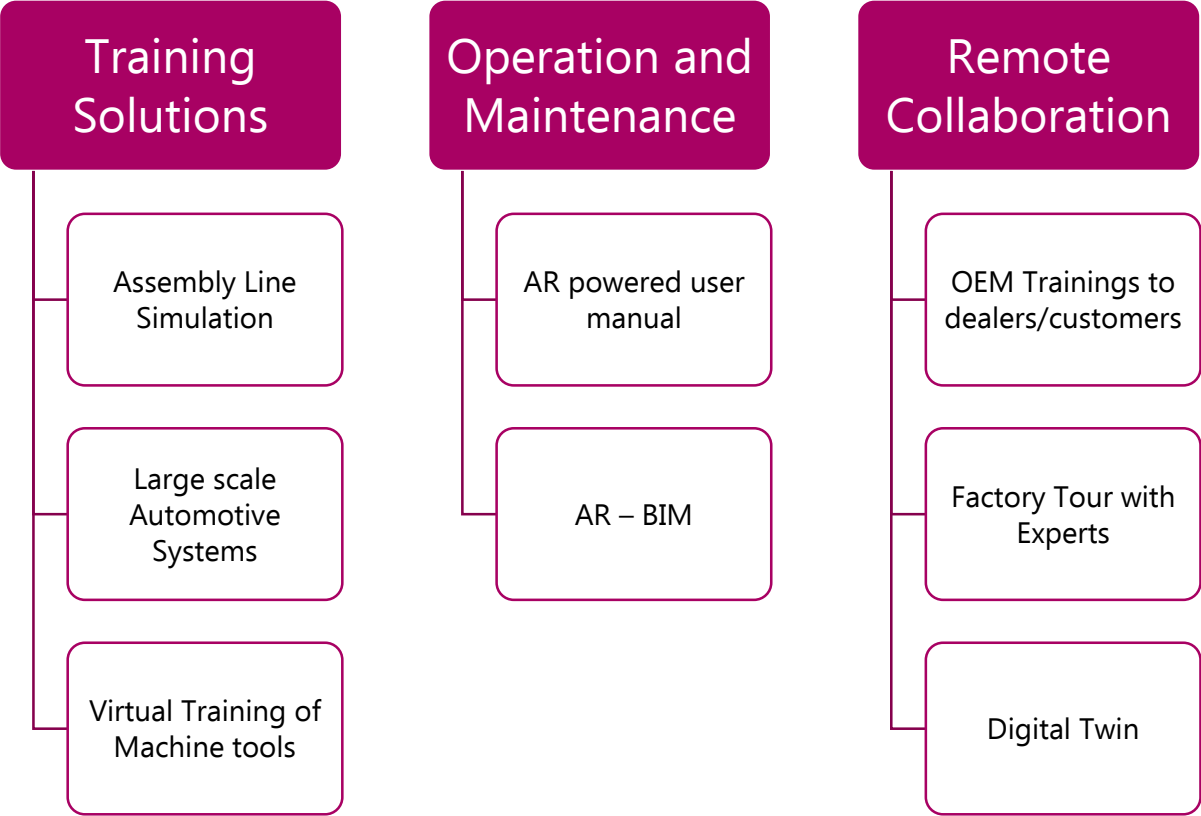 Training
Solutions
Assembly Line
Simulation
Large scale
Automotive
Systems
Virtual Training of
Machine tools
Operation and
Maintenance
AR powered user
manual
AR – BIM
Remote
Collaboration
OEM Trainings to
dealers/customers
Factory Tour with
Experts
Digital Twin